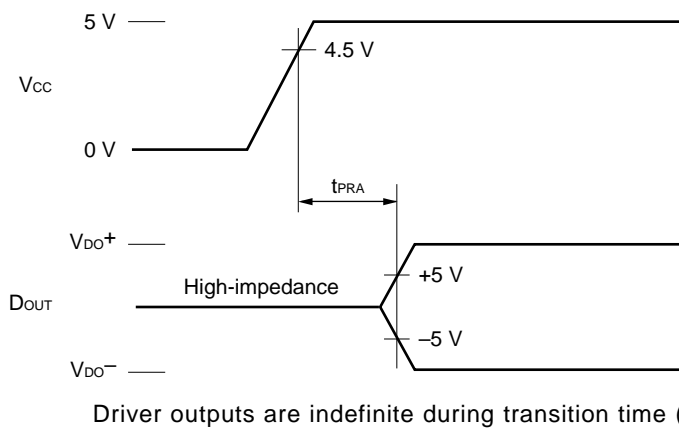 5 V
4.5 V
VCC
0 V
tPRA
VDO+
+5 V
High-impedance
DOUT
–5 V
VDO–
Driver outputs are indefinite during transition time (